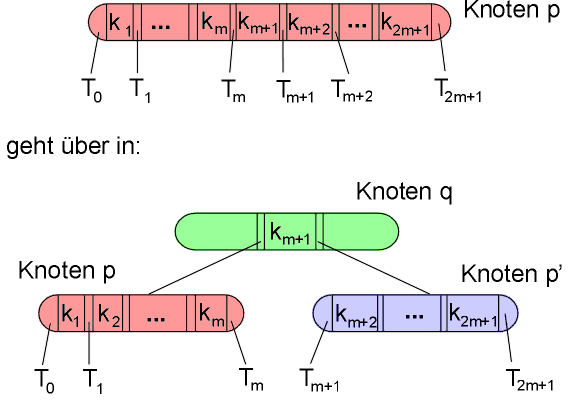 Knoten p
k1 ... km km+1 km+2 ... k2m+1
T0 T1 Tm Tm+1 Tm+2 T2m+1
geht über in:
Knoten q
km+1
Knoten p Knoten p'
k1 k2 ... km km+2 ... k2m+1
T0 T1 Tm Tm+1 T2m+1